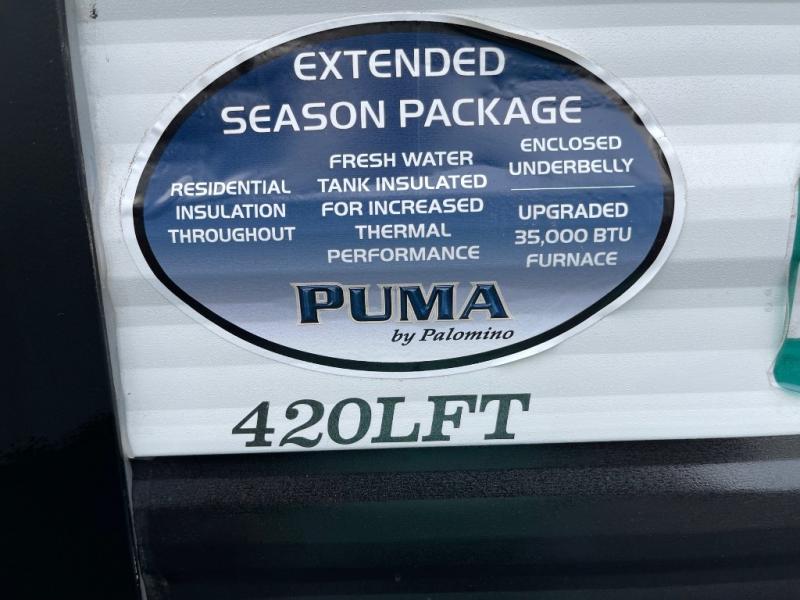 EXTENDED
SEASON PACKAGE
RESIDENTIAL
INSULATION
THROUGHOUT
FRESH WATER
TANK INSULATED
FOR INCREASED
THERMAL
PERFORMANCE
ENCLOSED
UNDERBELLY
UPGRADED
35,000 BTU
FURNACE
PUMA
by Palomino
420LFT